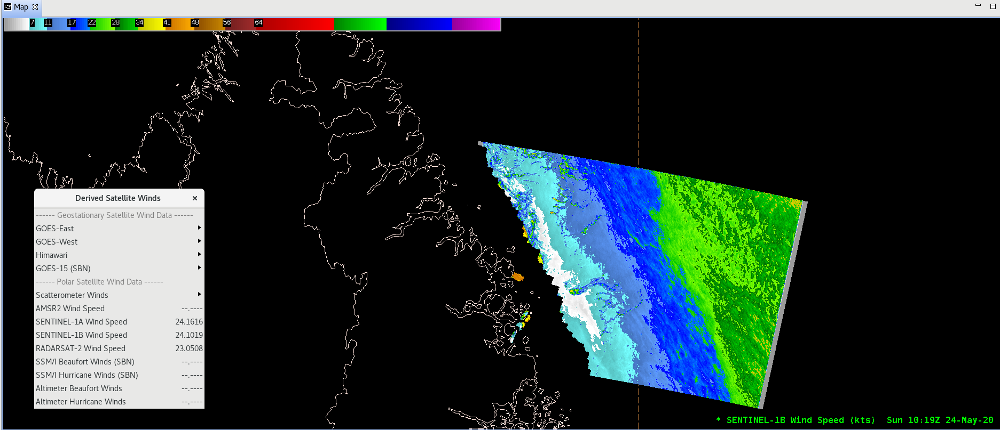 Map
7 11 17 22 28 34 41 48 56 64
Derived Satellite Winds
------ Geostationary Satellite Wind Data ------
GOES-East
GOES-West
Himawari
GOES-15 (SBN)
------ Polar Satellite Wind Data ------
Scatterometer Winds
AMSR2 Wind Speed --.----
SENTINEL-1A Wind Speed 24.1616
SENTINEL-1B Wind Speed 24.1019
RADARSAT-2 Wind Speed 23.0508
SSM/I Beaufort Winds (SBN) --.----
SSM/I Hurricane Winds (SBN) --.----
Altimeter Beaufort Winds --.----
Altimeter Hurricane Winds --.----
* SENTINEL-1B Wind Speed (kts) Sun 10:19Z 24-May-20